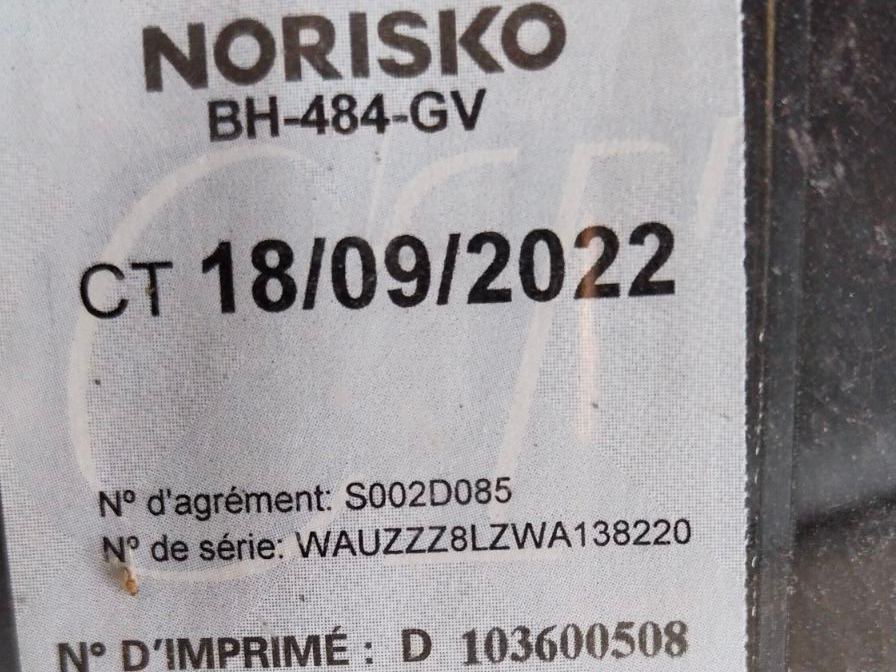 NORISKO
BH-484-GV
CT 18/09/2022
N° d'agrément: S002D085
N° de série: WAUZZZ8LZWA138220
N° D'IMPRIMÉ : D 103600508